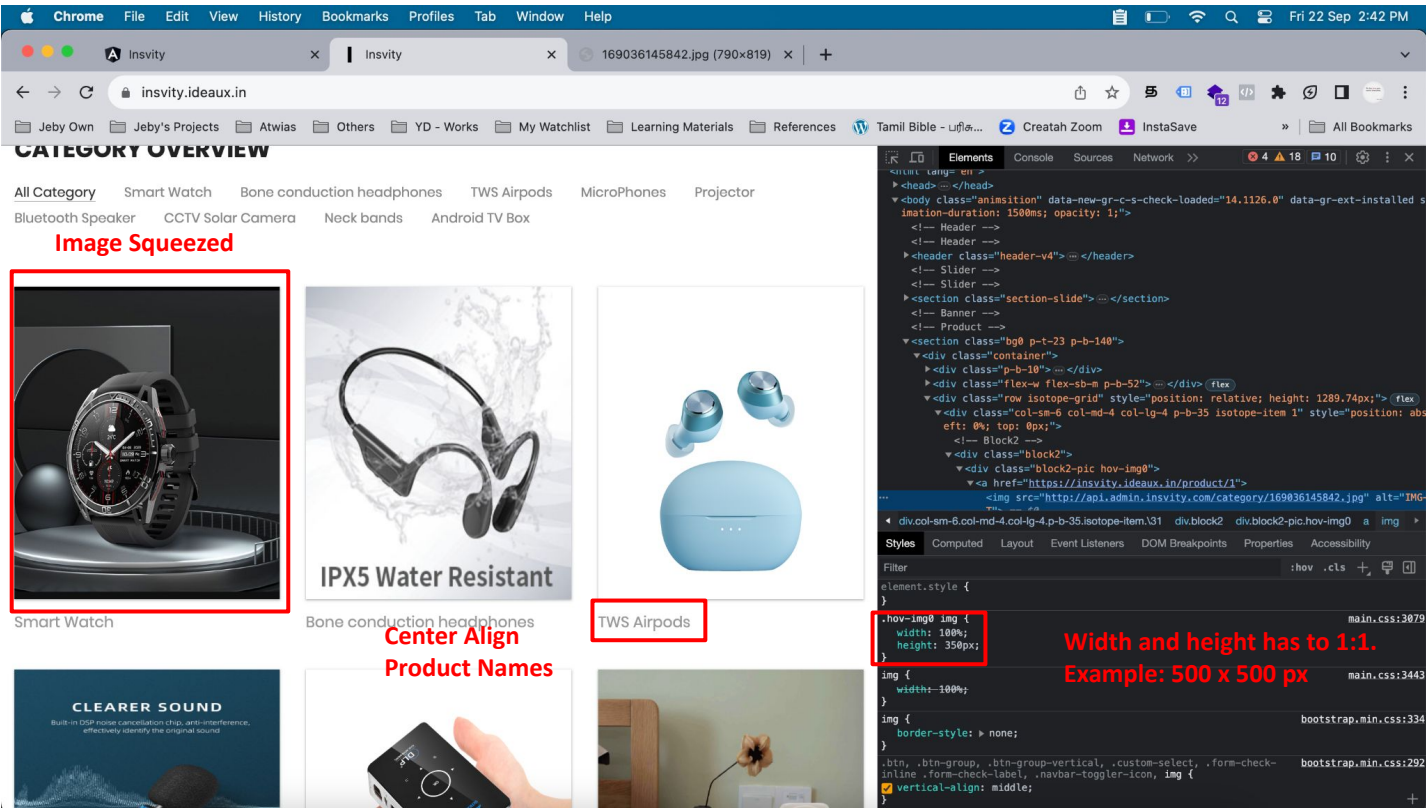 Chrome File Edit View History Bookmarks Profiles Tab Window Help Fri 22 Sep 2:42 PM
Insvity Insvity 169036145842.jpg (790×819)
insvity.ideaux.in 12
Jeby Own Jeby's Projects Atwias Others YD - Works My Watchlist Learning Materials References Tamil Bible - பரிசு... Creatah Zoom InstaSave » All Bookmarks
CATEGORY OVERVIEW
All Category Smart Watch Bone conduction headphones TWS Airpods MicroPhones Projector
Bluetooth Speaker CCTV Solar Camera Neck bands Android TV Box
Image Squeezed
IPX5 Water Resistant
Smart Watch Bone conduction headphones TWS Airpods
Center Align
Product Names
CLEARER SOUND
Built-in DSP noise cancellation chip, anti-interference,
effectively identify the original sound
DLP
Elements Console Sources Network >> 4 18 10
<html lang="en">
<head> … </head>
<body class="animsition" data-new-gr-c-s-check-loaded="14.1126.0" data-gr-ext-installed s
imation-duration: 1500ms; opacity: 1;">
<!-- Header -->
<!-- Header -->
<header class="header-v4"> … </header>
<!-- Slider -->
<!-- Slider -->
<section class="section-slide"> … </section>
<!-- Banner -->
<!-- Product -->
<section class="bg0 p-t-23 p-b-140">
<div class="container">
<div class="p-b-10"> … </div>
<div class="flex-w flex-sb-m p-b-52"> … </div> flex
<div class="row isotope-grid" style="position: relative; height: 1289.74px;"> flex
<div class="col-sm-6 col-md-4 col-lg-4 p-b-35 isotope-item 1" style="position: abs
eft: 0%; top: 0px;">
<!-- Block2 -->
<div class="block2">
<div class="block2-pic hov-img0">
<a href="https://insvity.ideaux.in/product/1">
<img src="http://api.admin.insvity.com/category/169036145842.jpg" alt="IMG-
div.col-sm-6.col-md-4.col-lg-4.p-b-35.isotope-item.\31 div.block2 div.block2-pic.hov-img0 a img
Styles Computed Layout Event Listeners DOM Breakpoints Properties Accessibility
Filter :hov .cls +
element.style {
}
.hov-img0 img { main.css:3079
width: 100%;
height: 350px;
}
Width and height has to 1:1.
Example: 500 x 500 px
img { main.css:3443
width: 100%;
}
img { bootstrap.min.css:334
border-style: none;
}
.btn, .btn-group, .btn-group-vertical, .custom-select, .form-check- bootstrap.min.css:292
inline .form-check-label, .navbar-toggler-icon, img {
vertical-align: middle;
}